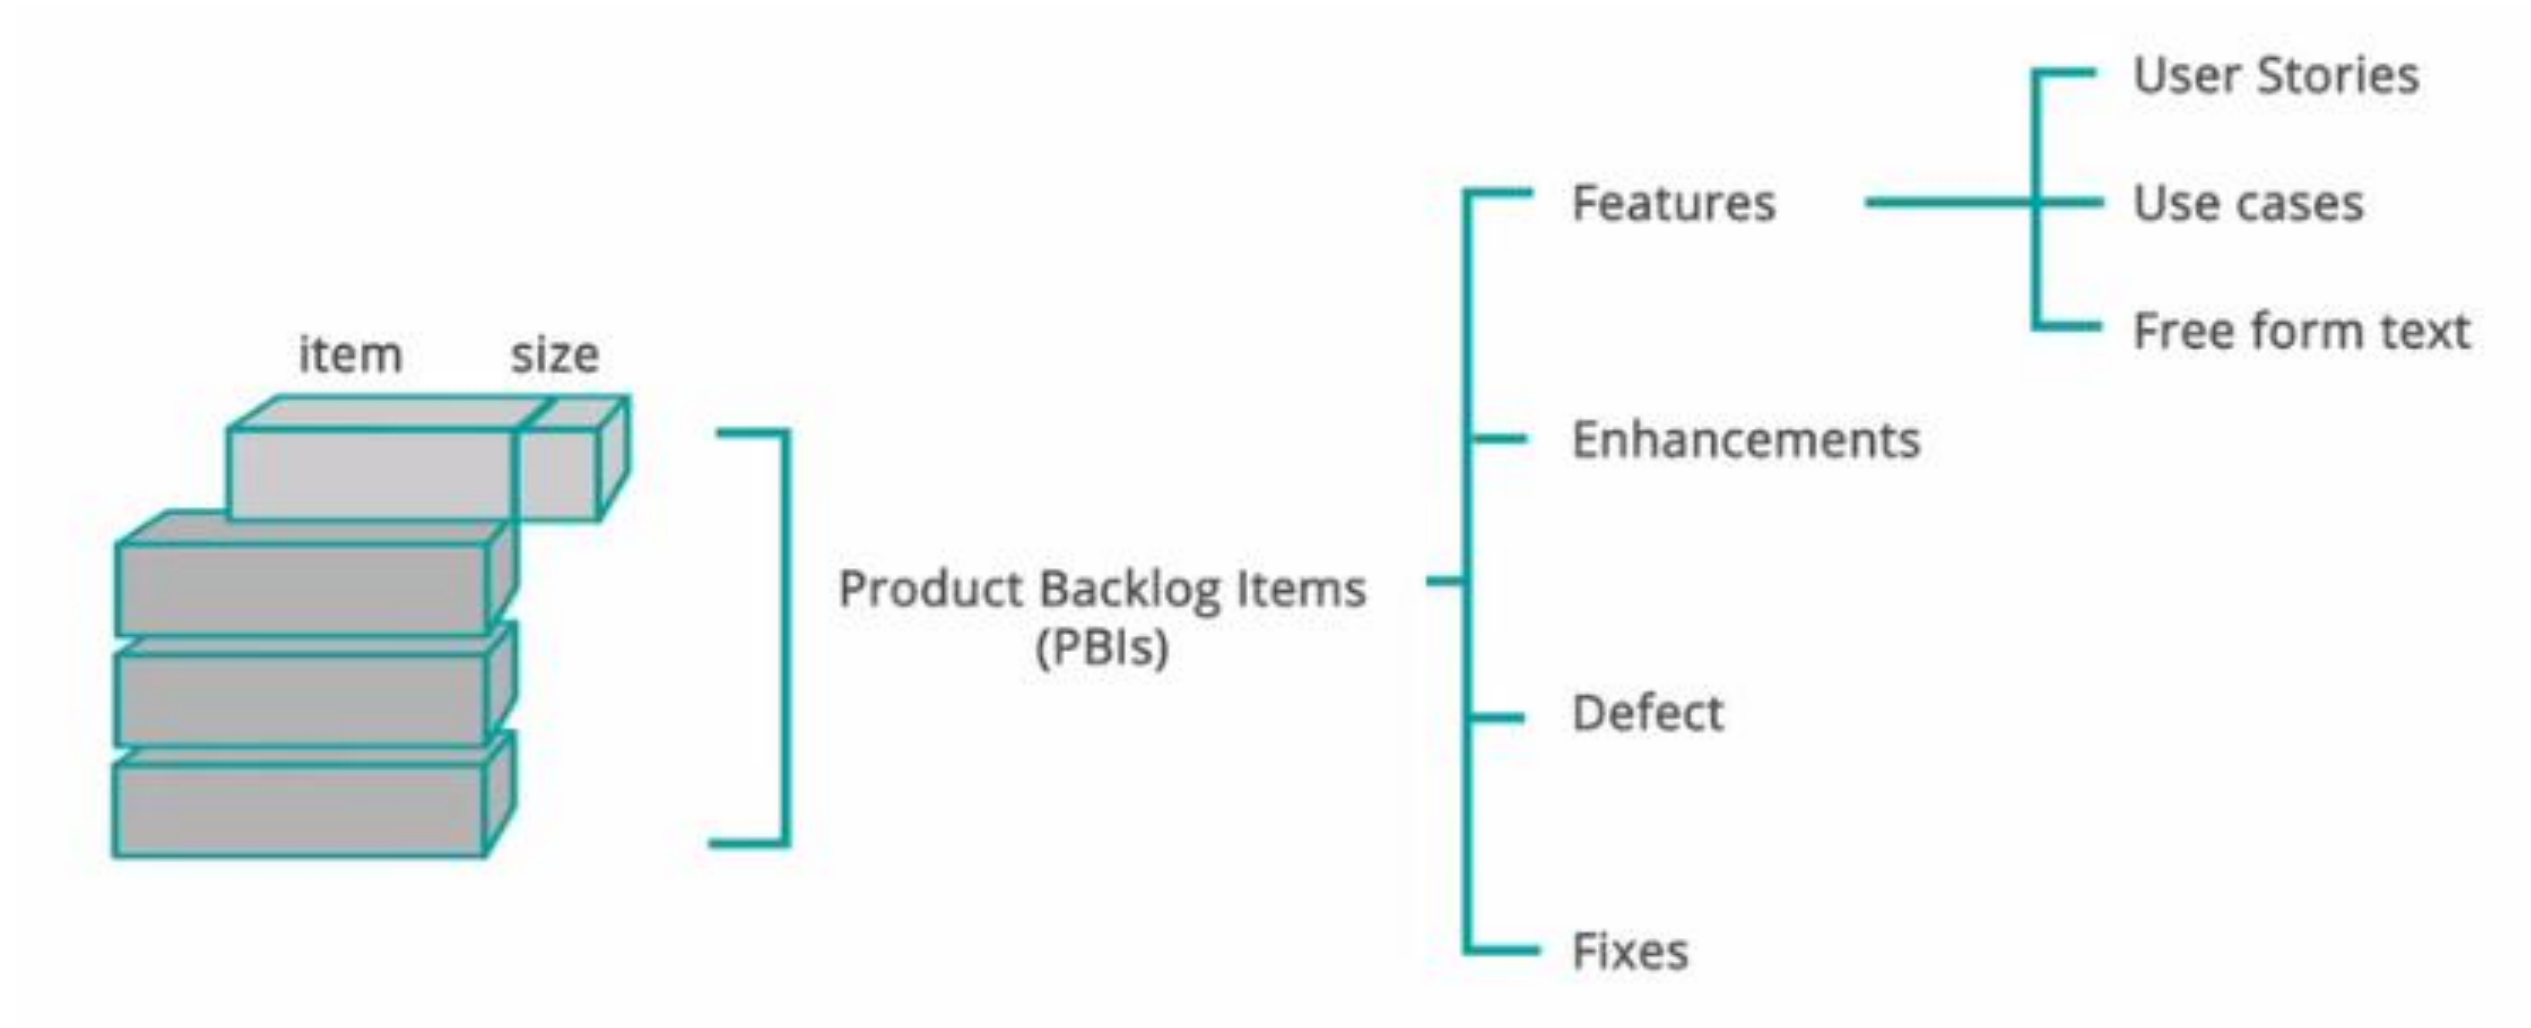 item size
Product Backlog Items
(PBIs)
Features
Enhancements
Defect
Fixes
User Stories
Use cases
Free form text